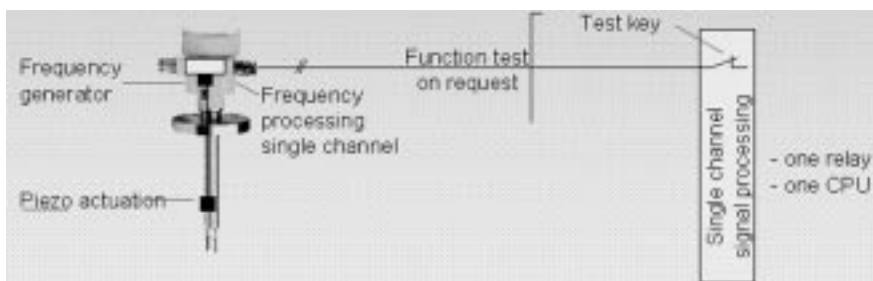 Test key
Frequency
generator
Function test
on request
Frequency
processing
single channel
Piezo actuation
Single channel
signal processing
- one relay
- one CPU